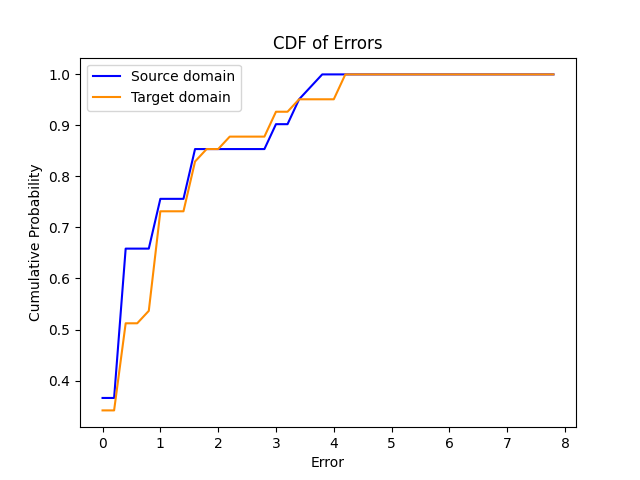 CDF of Errors
Source domain
Target domain
Cumulative Probability
1.0
0.9
0.8
0.7
0.6
0.5
0.4
0 1 2 3 4 5 6 7 8
Error